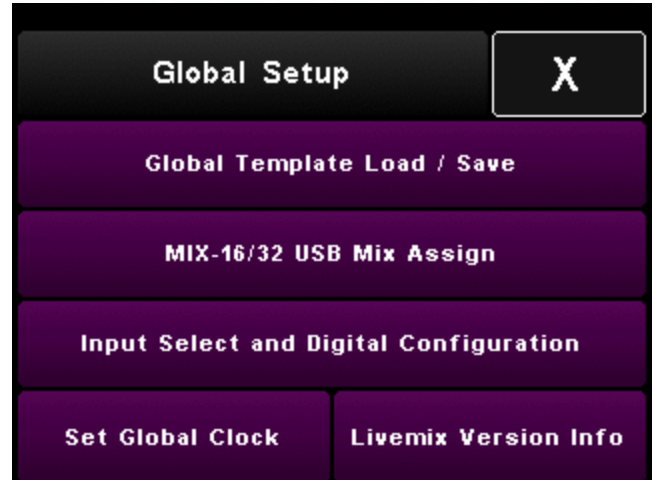 Global Setup X
Global Template Load / Save
MIX-16/32 USB Mix Assign
Input Select and Digital Configuration
Set Global Clock Livemix Version Info